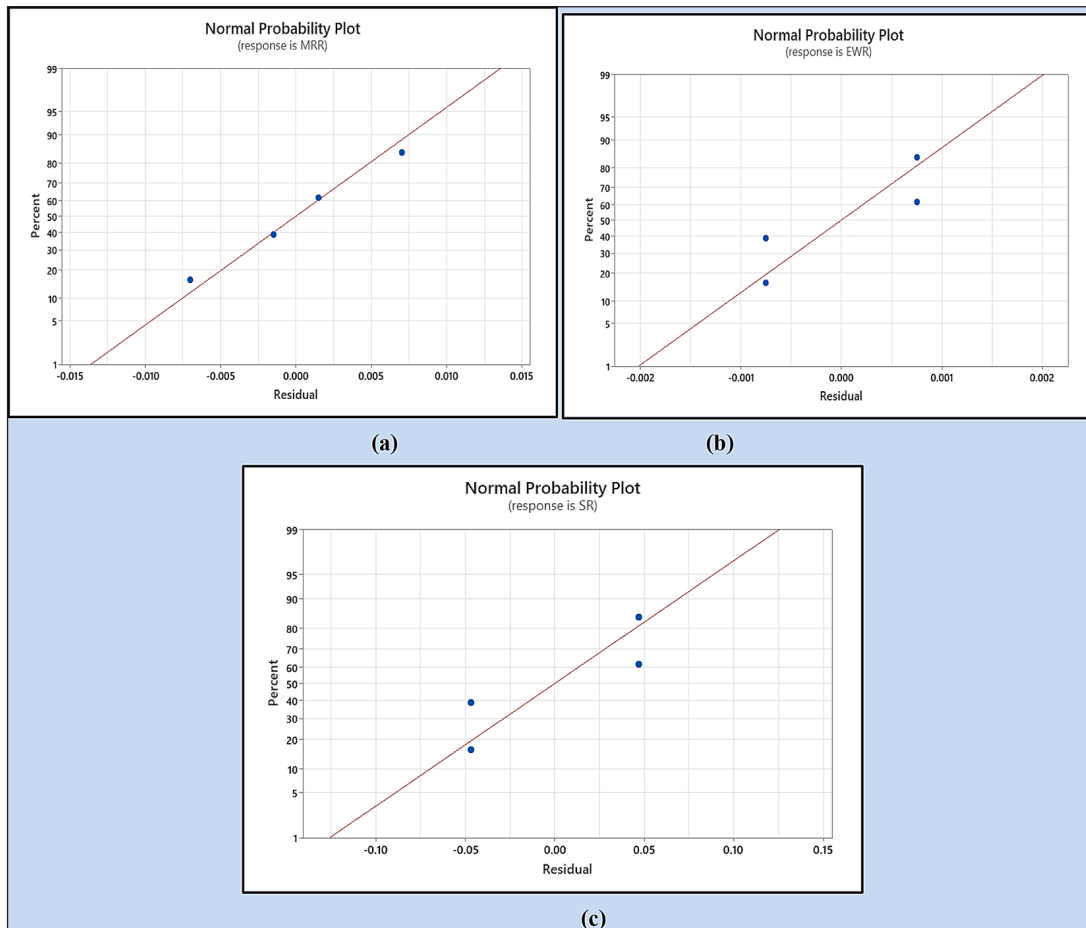 Normal Probability Plot
(response is MRR)
99
95
90
80
70
60
50
40
30
20
10
5
1
Percent
-0.015 -0.010 -0.005 0.000 0.005 0.010 0.015
Residual
(a)
Normal Probability Plot
(response is EWR)
99
95
90
80
70
60
50
40
30
20
10
5
1
Percent
-0.002 -0.001 0.000 0.001 0.002
Residual
(b)
Normal Probability Plot
(response is SR)
99
95
90
80
70
60
50
40
30
20
10
5
1
Percent
-0.10 -0.05 0.00 0.05 0.10 0.15
Residual
(c)